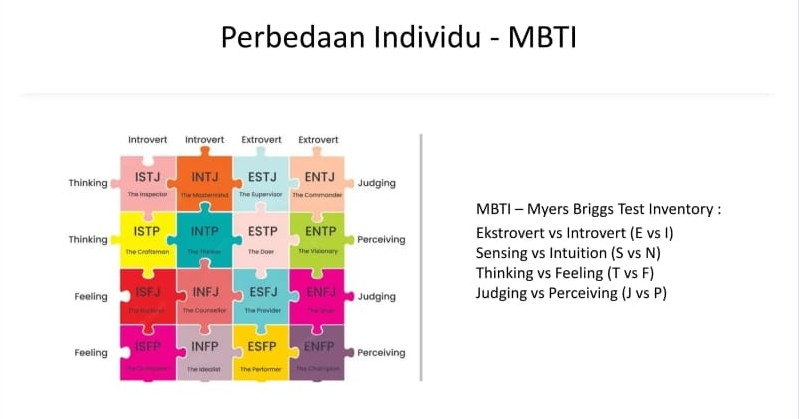 Perbedaan Individu - MBTI
Introvert Introvert Extrovert Extrovert
Thinking ISTJ INTJ ESTJ ENTJ Judging
The Inspector The Mastermind The Supervisor The Commander
Thinking ISTP INTP ESTP ENTP Perceiving
The Craftsman The Thinker The Doer The Visionary
Feeling ISFJ INFJ ESFJ ENFJ Judging
The The Counsellor The Provider The
Feeling ISFP INFP ESFP ENFP Perceiving
The The Idealist The Performer The Champion
MBTI – Myers Briggs Test Inventory :
Ekstrovert vs Introvert (E vs I)
Sensing vs Intuition (S vs N)
Thinking vs Feeling (T vs F)
Judging vs Perceiving (J vs P)